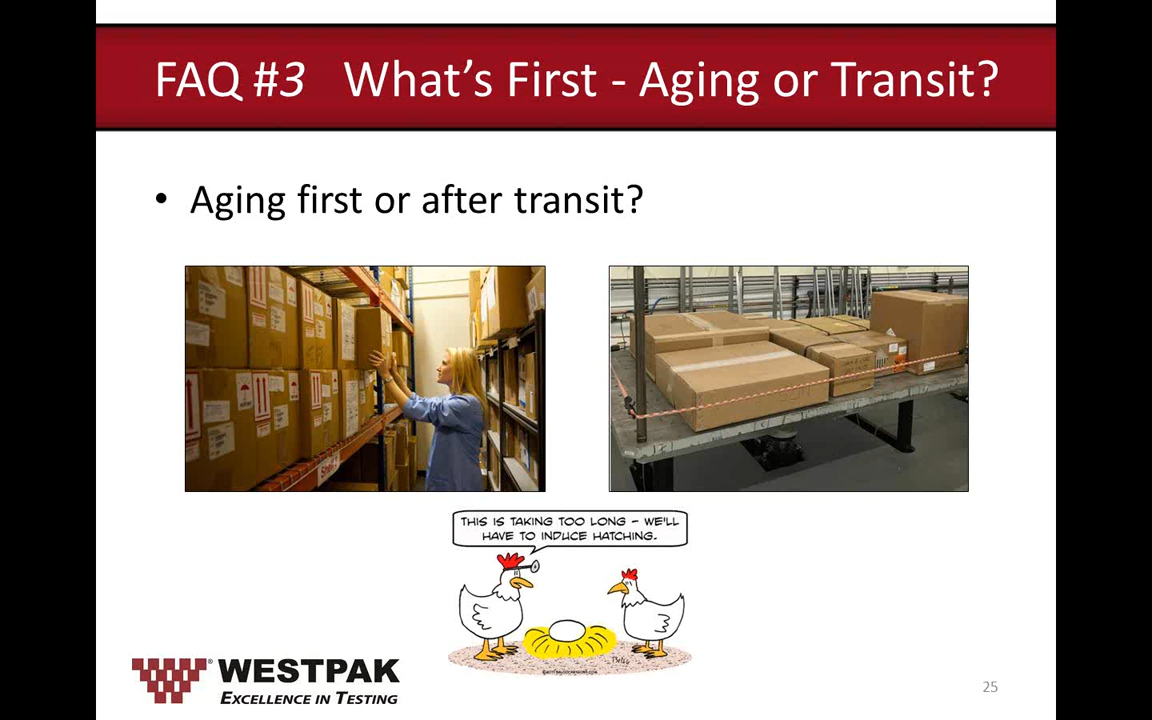 FAQ #3 What's First - Aging or Transit?
• Aging first or after transit?
THIS IS TAKING TOO LONG – WE'LL
HAVE TO INDUCE HATCHING.
® WESTPAK
EXCELLENCE IN TESTING
25